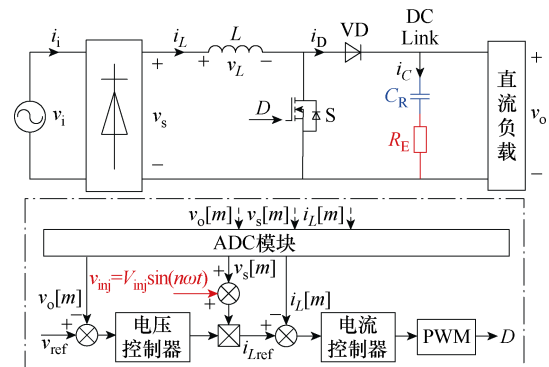 i_i
i_L
L
i_D
VD
DC
Link
+
v_L
−
+
v_s
−
v_i
D
S
i_C
C_R
R_E
直流负载
+
v_o
−
v_o[m]
v_s[m]
i_L[m]
ADC模块
v_inj=V_inj sin(nωt)
+
v_s[m]
+
v_o[m]
i_L[m]
−
+
v_ref
电压
控制器
i_Lref
+
−
电流
控制器
PWM
D